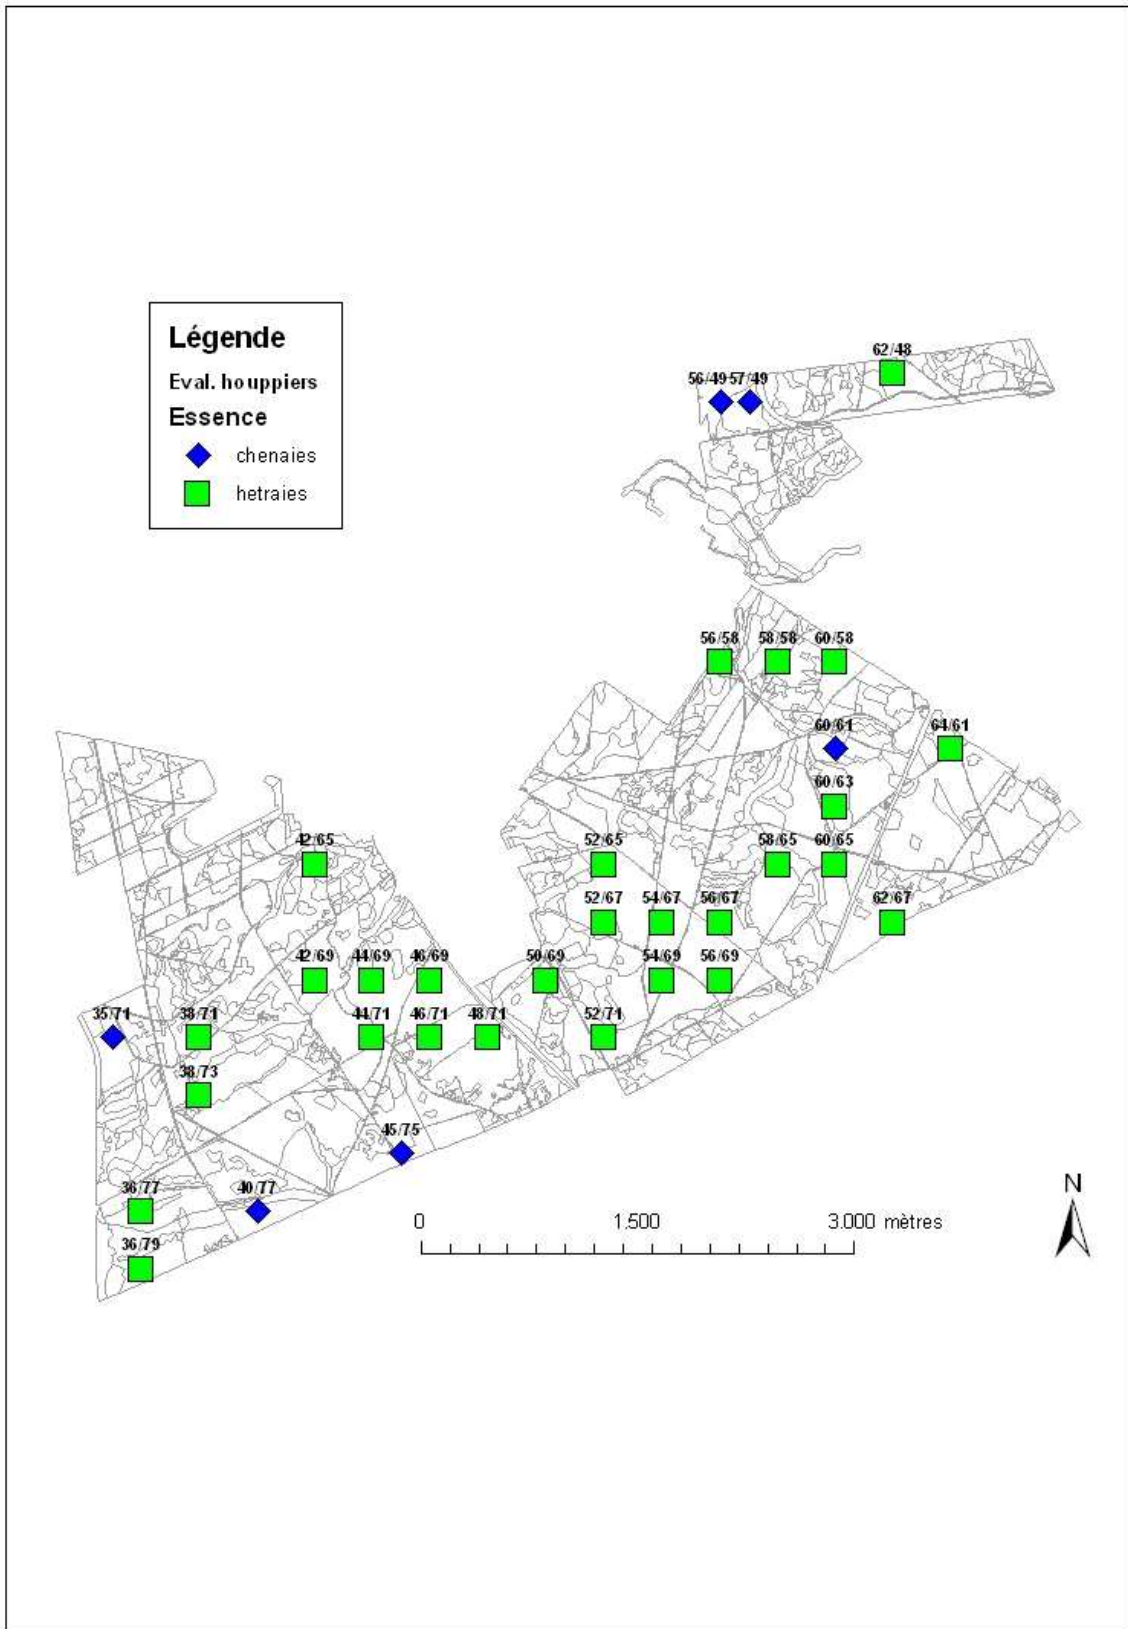 Légende
Eval. houppiers
Essence
chenaies
hetraies
62/48
56/49 57/49
56/58 58/58 60/58
60/61 64/61
60/63
42/65 52/65 58/65 60/65
52/67 54/67 56/67 62/67
42/69 44/69 46/69 50/69 54/69 56/69
35/71 38/71 44/71 46/71 48/71 52/71
38/73
45/75
36/77 40/77
36/79
0 1.500 3.000 mètres
N